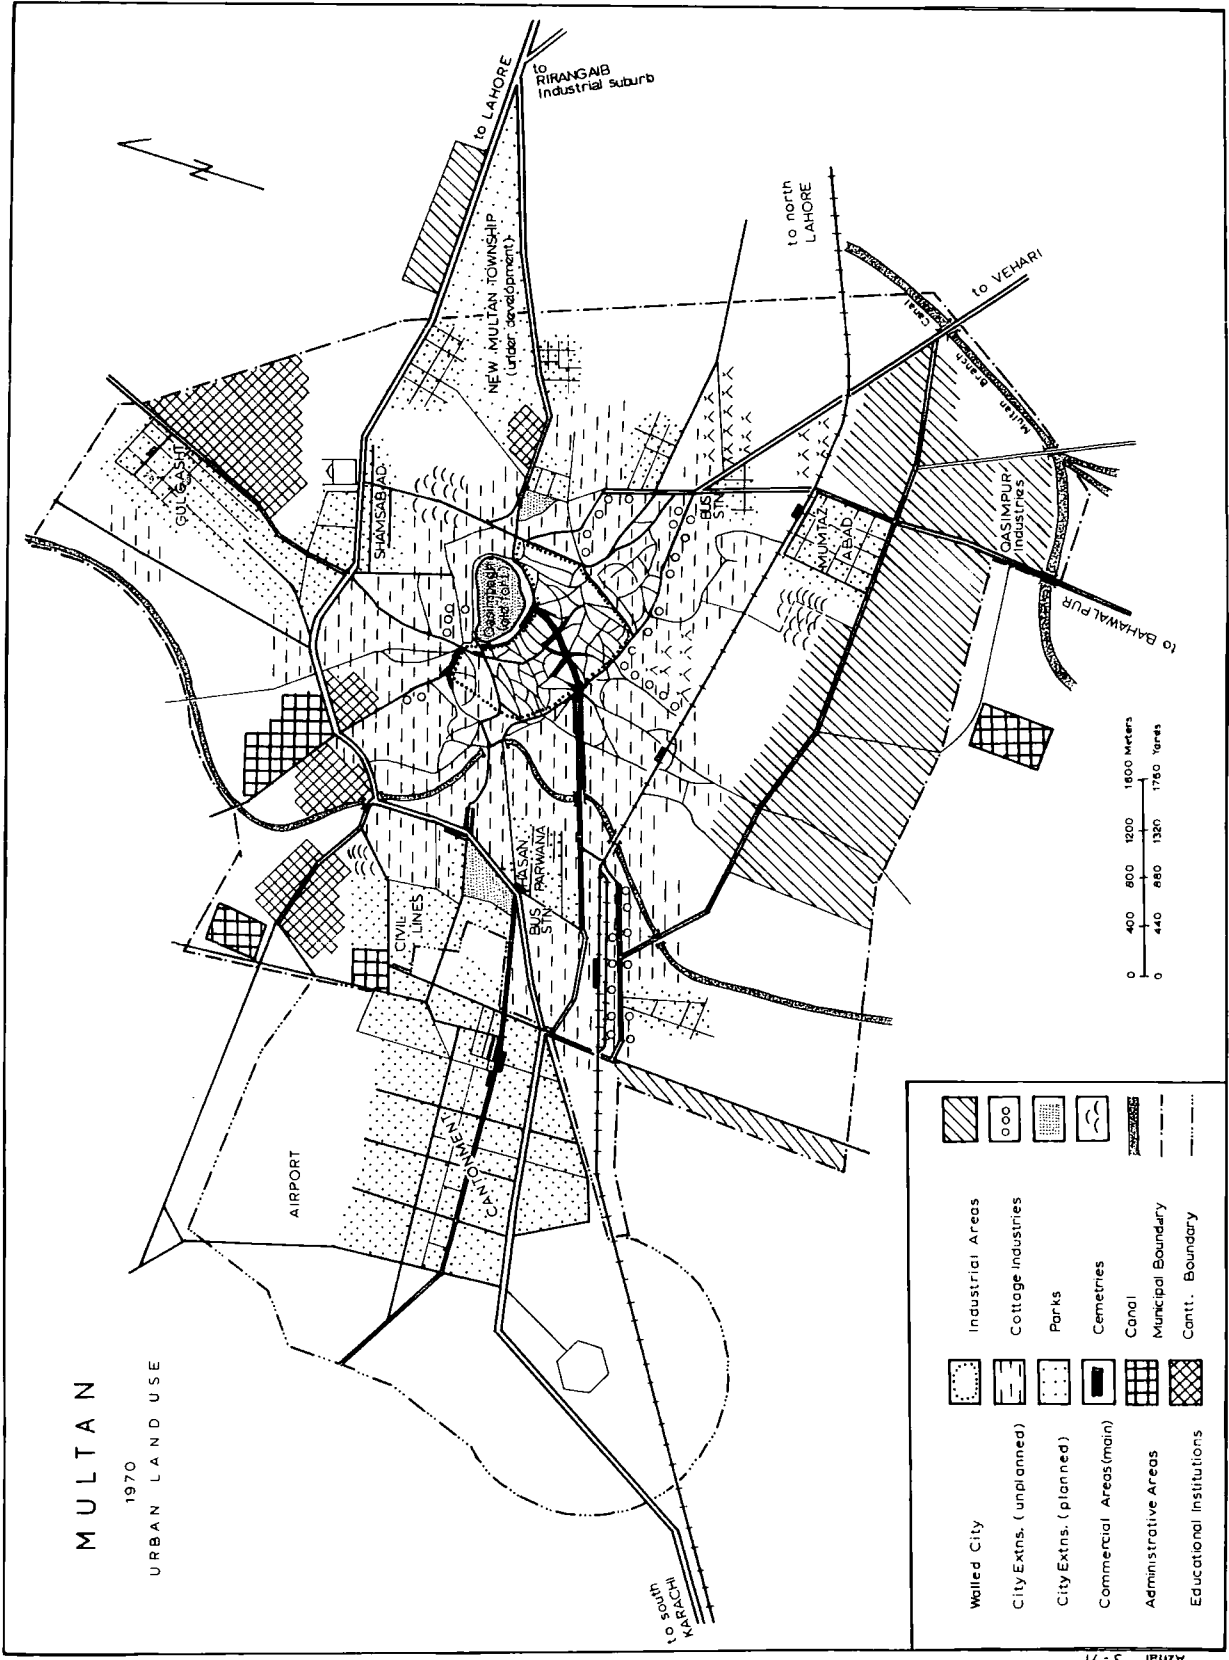 MULTAN
1970
URBAN LAND USE
to LAHORE
to
RIRANGAIB
Industrial suburb
NEW MULTAN TOWNSHIP
(under development)
to north
LAHORE
to VEHARI
Multan
Branch
Canal
GULGASHT
SHAMSABAD
Qasimbagh
(old fort)
BUS
STN
MUMTAZ
ABAD
QASIMPUR
Industries
to BAHAWALPUR
HASAN
PARWANA
BUS
STN
CIVIL
LINES
CANTONMENT
AIRPORT
to south
KARACHI
0 400 800 1200 1600 Meters
0 440 880 1320 1760 Yards
Walled City
City Extns. (unplanned)
City Extns. (planned)
Commercial Areas(main)
Administrative Areas
Educational Institutions
Industrial Areas
Cottage Industries
Parks
Cemetries
Canal
Municipal Boundary
Cantt. Boundary